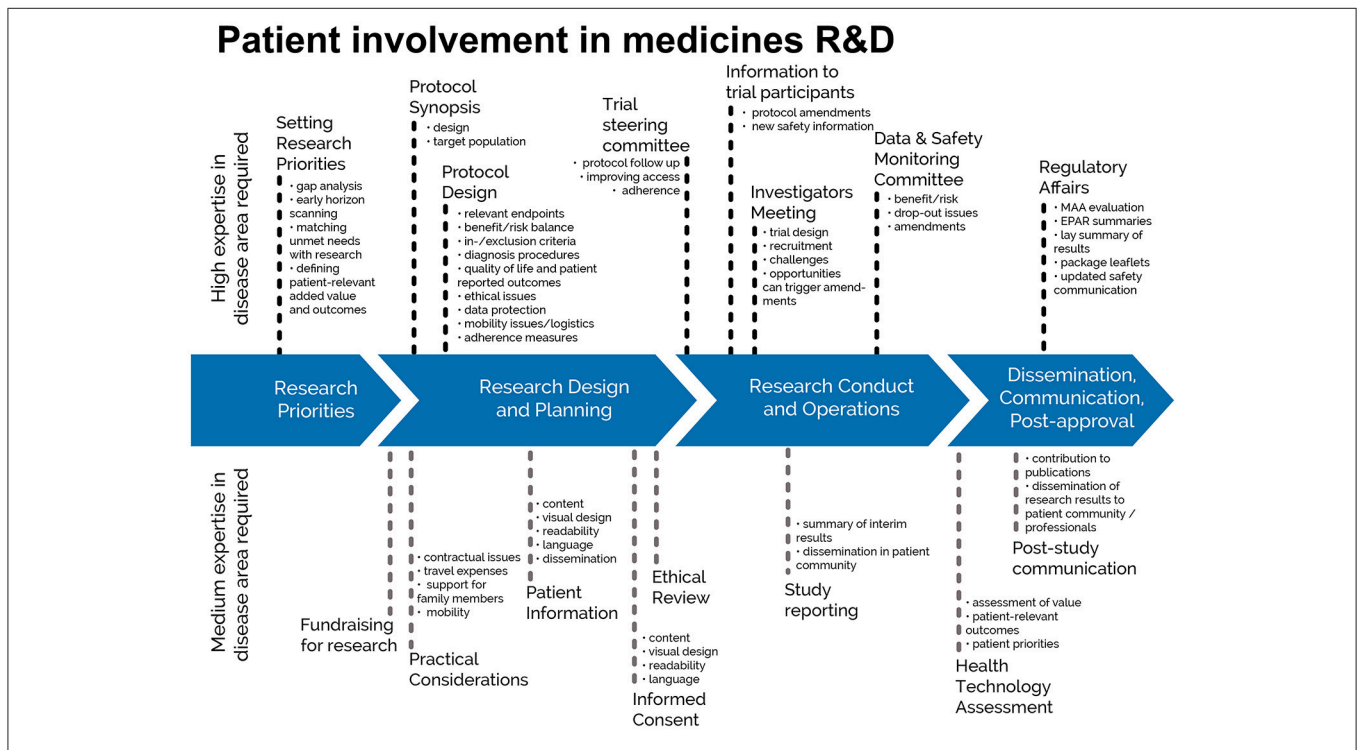 Patient involvement in medicines R&D
High expertise in
disease area required
Setting
Research
Priorities
• gap analysis
• early horizon
scanning
• matching
unmet needs
with research
• defining
patient-relevant
added value
and outcomes
Protocol
Synopsis
• design
• target population
Protocol
Design
• relevant endpoints
• benefit/risk balance
• in-/exclusion criteria
• diagnosis procedures
• quality of life and patient
reported outcomes
• ethical issues
• data protection
• mobility issues/logistics
• adherence measures
Trial
steering
committee
• protocol follow up
• improving access
• adherence
Information to
trial participants
• protocol amendments
• new safety information
Investigators
Meeting
• trial design
• recruitment
• challenges
• opportunities
can trigger amend-
ments
Data & Safety
Monitoring
Committee
• benefit/risk
• drop-out issues
• amendments
Regulatory
Affairs
• MAA evaluation
• EPAR summaries
• lay summary of
results
• package leaflets
• updated safety
communication
Research
Priorities
Research Design
and Planning
Research Conduct
and Operations
Dissemination,
Communication,
Post-approval
Medium expertise in
disease area required
Fundraising
for research
• contractual issues
• travel expenses
• support for
family members
• mobility
Practical
Considerations
• content
• visual design
• readability
• language
• dissemination
Patient
Information
Ethical
Review
• content
• visual design
• readability
• language
Informed
Consent
• summary of interim
results
• dissemination in patient
community
Study
reporting
• contribution to
publications
• dissemination of
research results to
patient community /
professionals
Post-study
communication
• assessment of value
• patient-relevant
outcomes
• patient priorities
Health
Technology
Assessment